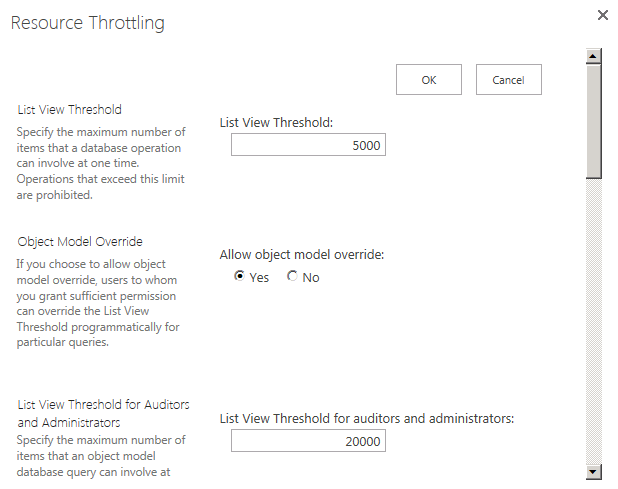 Resource Throttling
OK
Cancel
List View Threshold
Specify the maximum number of
items that a database operation
can involve at one time.
Operations that exceed this limit
are prohibited.
List View Threshold:
5000
Object Model Override
If you choose to allow object
model override, users to whom
you grant sufficient permission
can override the List View
Threshold programmatically for
particular queries.
Allow object model override:
Yes
No
List View Threshold for Auditors
and Administrators
Specify the maximum number of
items that an object model
database query can involve at
List View Threshold for auditors and administrators:
20000